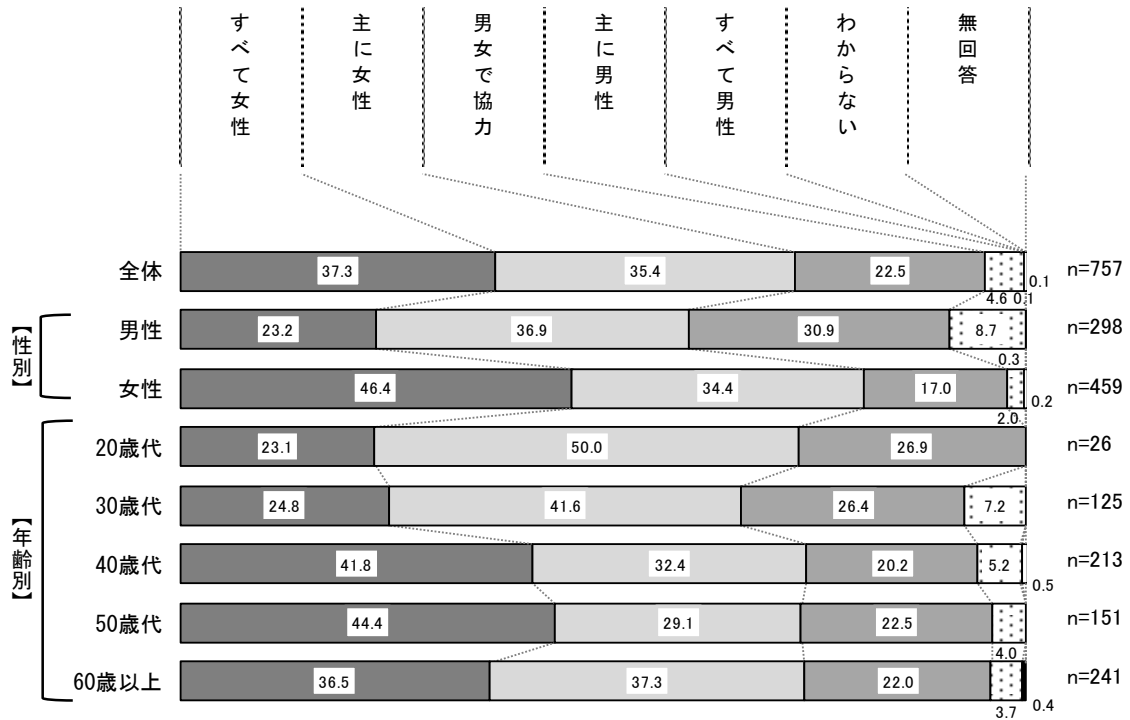 すべて女性
主に女性
男女で協力
主に男性
すべて男性
わからない
無回答
全体 37.3 35.4 22.5 4.6 0.1 0.1 n=757
【性別】
男性 23.2 36.9 30.9 8.7 0.3 n=298
女性 46.4 34.4 17.0 2.0 0.2 n=459
【年齢別】
20歳代 23.1 50.0 26.9 n=26
30歳代 24.8 41.6 26.4 7.2 n=125
40歳代 41.8 32.4 20.2 5.2 0.5 n=213
50歳代 44.4 29.1 22.5 4.0 n=151
60歳以上 36.5 37.3 22.0 3.7 0.4 n=241